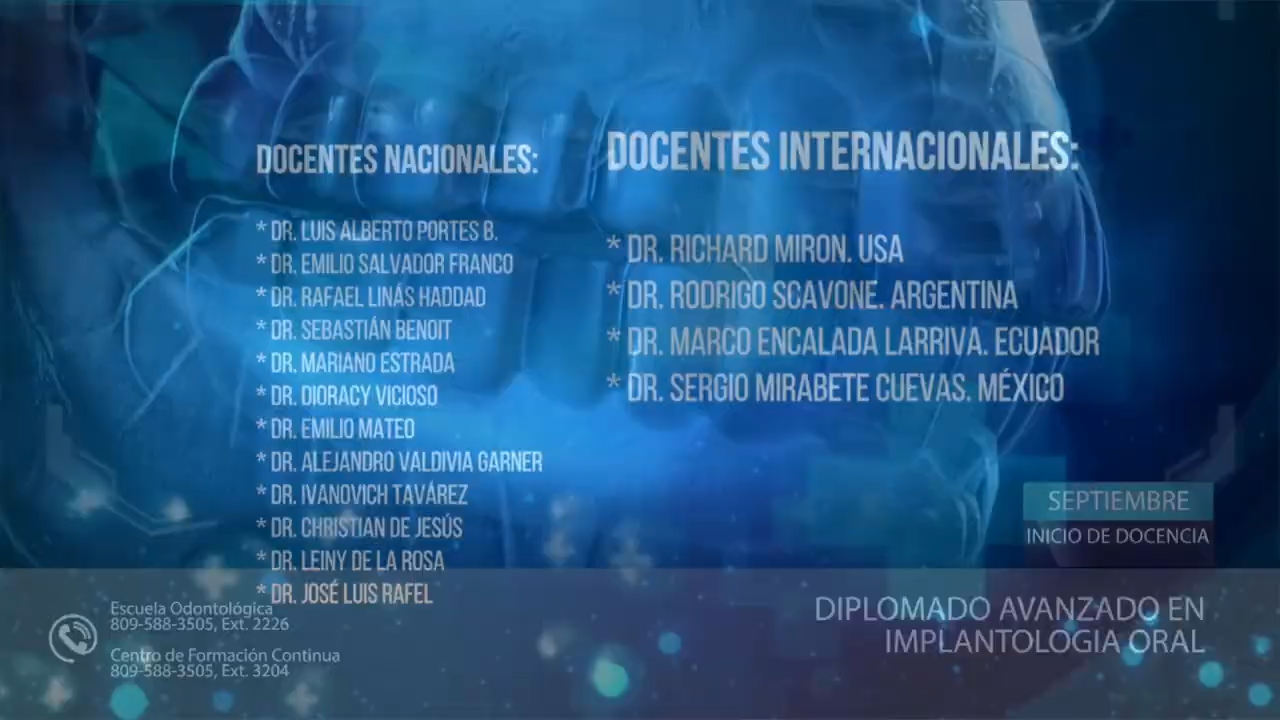 DOCENTES NACIONALES:
* DR. LUIS ALBERTO PORTES B.
* DR. EMILIO SALVADOR FRANCO
* DR. RAFAEL LINÁS HADDAD
* DR. SEBASTIÁN BENOIT
* DR. MARIANO ESTRADA
* DR. DIORACY VICIOSO
* DR. EMILIO MATEO
* DR. ALEJANDRO VALDIVIA GARNER
* DR. IVANOVICH TAVÁREZ
* DR. CHRISTIAN DE JESÚS
* DR. LEINY DE LA ROSA
* DR. JOSÉ LUIS RAFEL
DOCENTES INTERNACIONALES:
* DR. RICHARD MIRON. USA
* DR. RODRIGO SCAVONE. ARGENTINA
* DR. MARCO ENCALADA LARRIVA. ECUADOR
* DR. SERGIO MIRABETE CUEVAS. MÉXICO
SEPTIEMBRE
INICIO DE DOCENCIA
Escuela Odontológica
809-588-3505, Ext. 2226
Centro de Formación Continua
809-588-3505, Ext. 3204
DIPLOMADO AVANZADO EN
IMPLANTOLOGIA ORAL